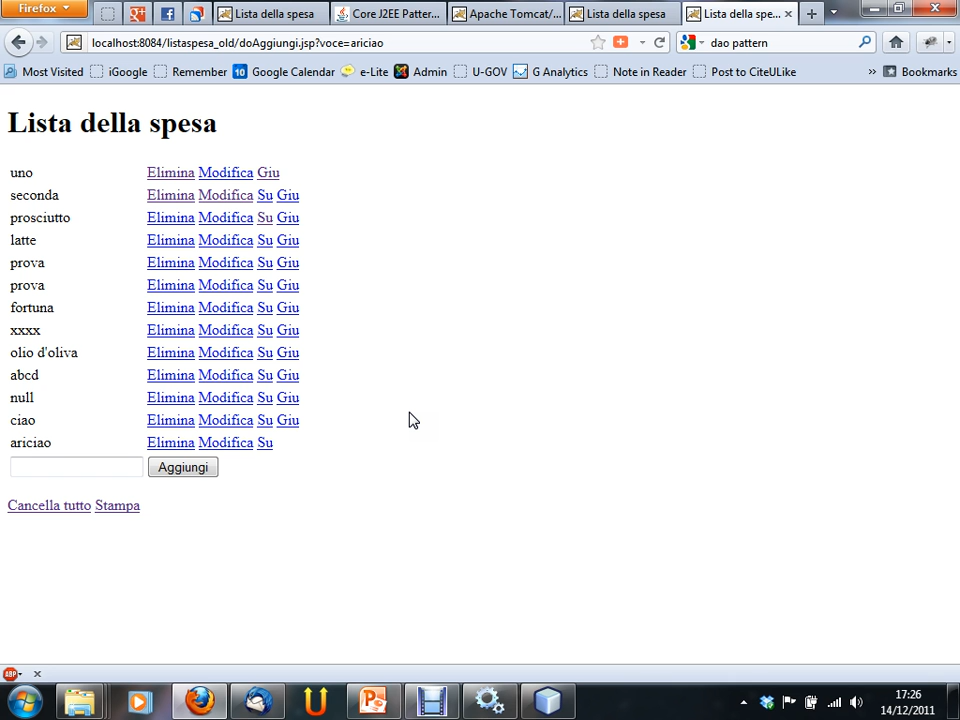 Firefox
Lista della spesa
Core J2EE Patter...
Apache Tomcat/...
Lista della spesa
Lista della spe...
localhost:8084/listaspesa_old/doAggiungi.jsp?voce=ariciao
dao pattern
Most Visited iGoogle Remember 10 Google Calendar e-Lite Admin U-GOV G Analytics Note in Reader Post to CiteULike » Bookmarks
Lista della spesa
uno Elimina Modifica Giu
seconda Elimina Modifica Su Giu
prosciutto Elimina Modifica Su Giu
latte Elimina Modifica Su Giu
prova Elimina Modifica Su Giu
prova Elimina Modifica Su Giu
fortuna Elimina Modifica Su Giu
xxxx Elimina Modifica Su Giu
olio d'oliva Elimina Modifica Su Giu
abcd Elimina Modifica Su Giu
null Elimina Modifica Su Giu
ciao Elimina Modifica Su Giu
ariciao Elimina Modifica Su
Aggiungi
Cancella tutto Stampa
ABP
17:26
14/12/2011